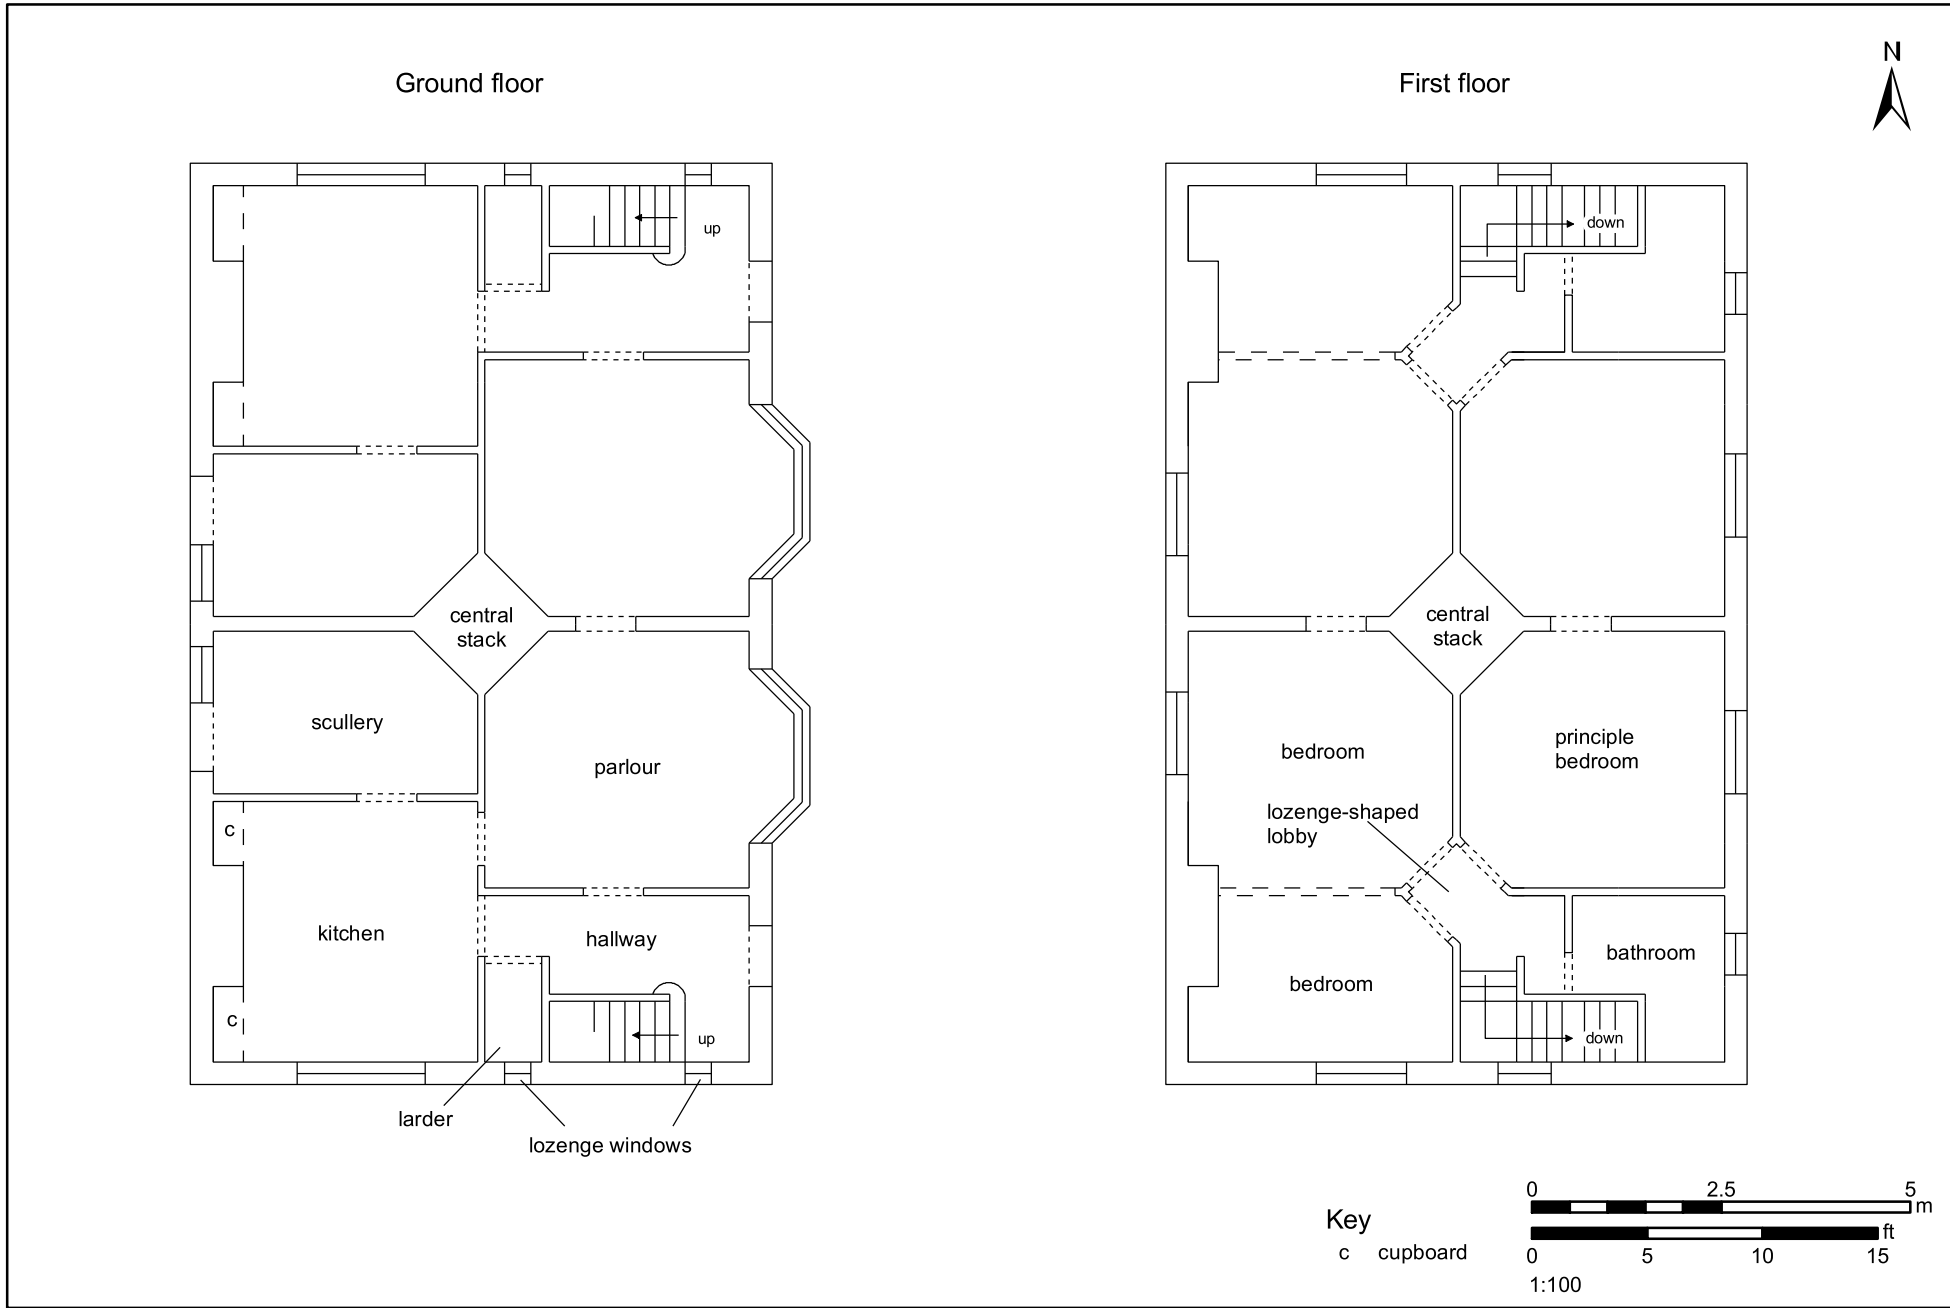 Ground floor
First floor
N
up
down
central
stack
central
stack
scullery
parlour
principle
bedroom
bedroom
lozenge-shaped
lobby
c
kitchen
hallway
bathroom
bedroom
c
up
down
larder
lozenge windows
0 2.5 5
m
Key
c cupboard
ft
0 5 10 15
1:100